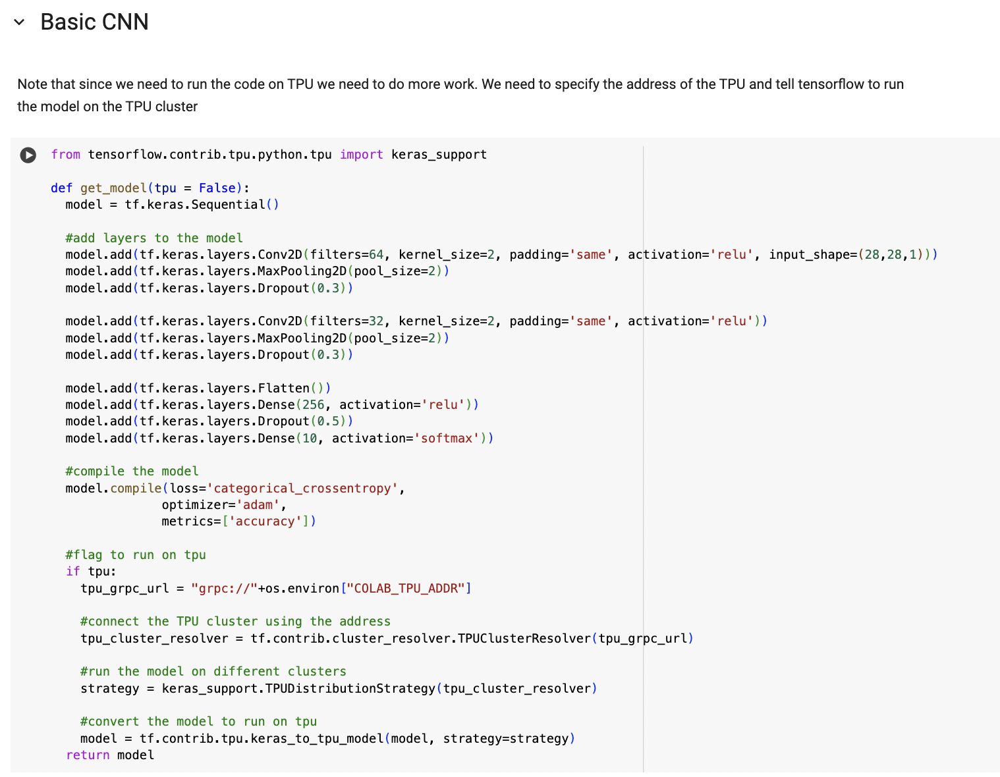 Basic CNN
Note that since we need to run the code on TPU we need to do more work. We need to specify the address of the TPU and tell tensorflow to run
the model on the TPU cluster
from tensorflow.contrib.tpu.python.tpu import keras_support
def get_model(tpu = False):
  model = tf.keras.Sequential()
  #add layers to the model
  model.add(tf.keras.layers.Conv2D(filters=64, kernel_size=2, padding='same', activation='relu', input_shape=(28,28,1)))
  model.add(tf.keras.layers.MaxPooling2D(pool_size=2))
  model.add(tf.keras.layers.Dropout(0.3))
  model.add(tf.keras.layers.Conv2D(filters=32, kernel_size=2, padding='same', activation='relu'))
  model.add(tf.keras.layers.MaxPooling2D(pool_size=2))
  model.add(tf.keras.layers.Dropout(0.3))
  model.add(tf.keras.layers.Flatten())
  model.add(tf.keras.layers.Dense(256, activation='relu'))
  model.add(tf.keras.layers.Dropout(0.5))
  model.add(tf.keras.layers.Dense(10, activation='softmax'))
  #compile the model
  model.compile(loss='categorical_crossentropy',
               optimizer='adam',
               metrics=['accuracy'])
  #flag to run on tpu
  if tpu:
    tpu_grpc_url = "grpc://"+os.environ["COLAB_TPU_ADDR"]
    #connect the TPU cluster using the address
    tpu_cluster_resolver = tf.contrib.cluster_resolver.TPUClusterResolver(tpu_grpc_url)
    #run the model on different clusters
    strategy = keras_support.TPUDistributionStrategy(tpu_cluster_resolver)
    #convert the model to run on tpu
    model = tf.contrib.tpu.keras_to_tpu_model(model, strategy=strategy)
  return model